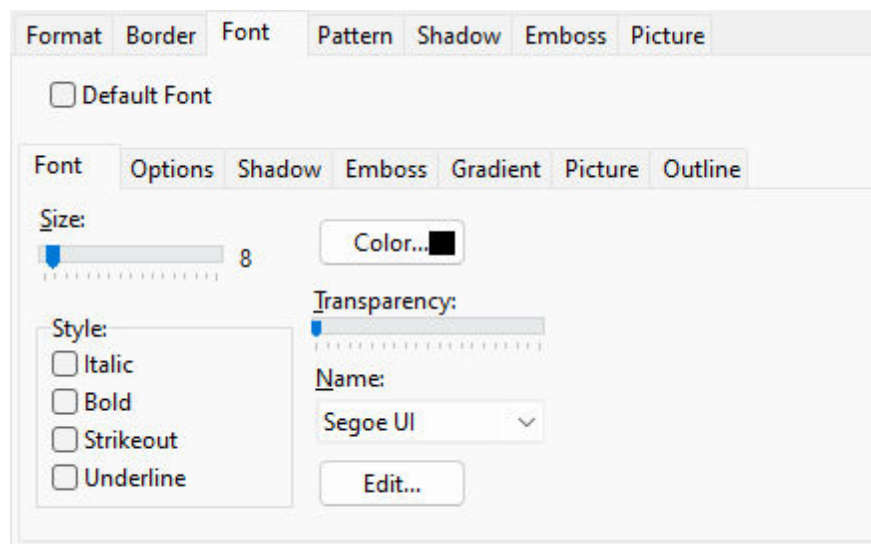 Format Border Font Pattern Shadow Emboss Picture
Default Font
Font Options Shadow Emboss Gradient Picture Outline
Size:
8
Color...
Transparency:
Style:
Italic
Bold
Strikeout
Underline
Name:
Segoe UI
Edit...